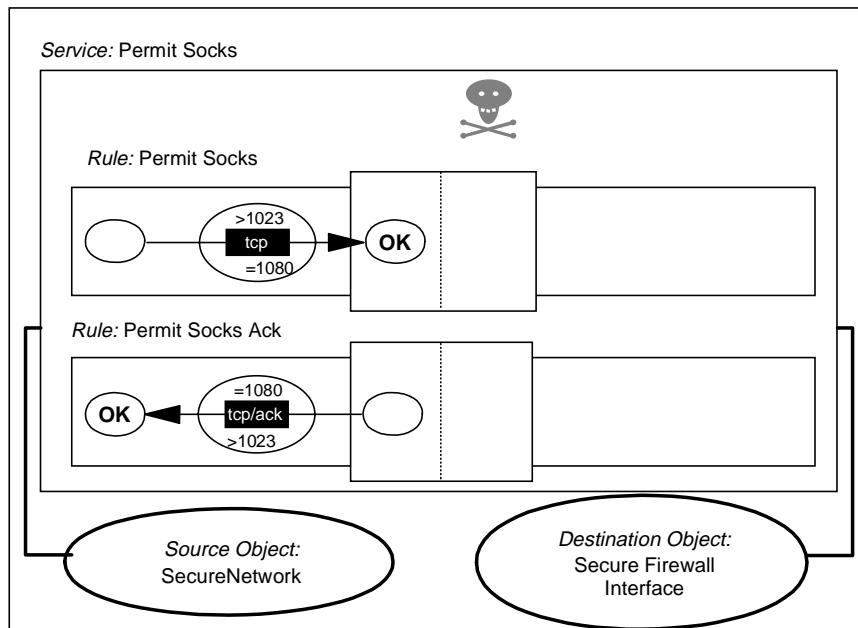 Service: Permit Socks
Rule: Permit Socks
>1023
tcp
=1080
OK
Rule: Permit Socks Ack
OK
=1080
tcp/ack
>1023
Source Object:
SecureNetwork
Destination Object:
Secure Firewall
Interface